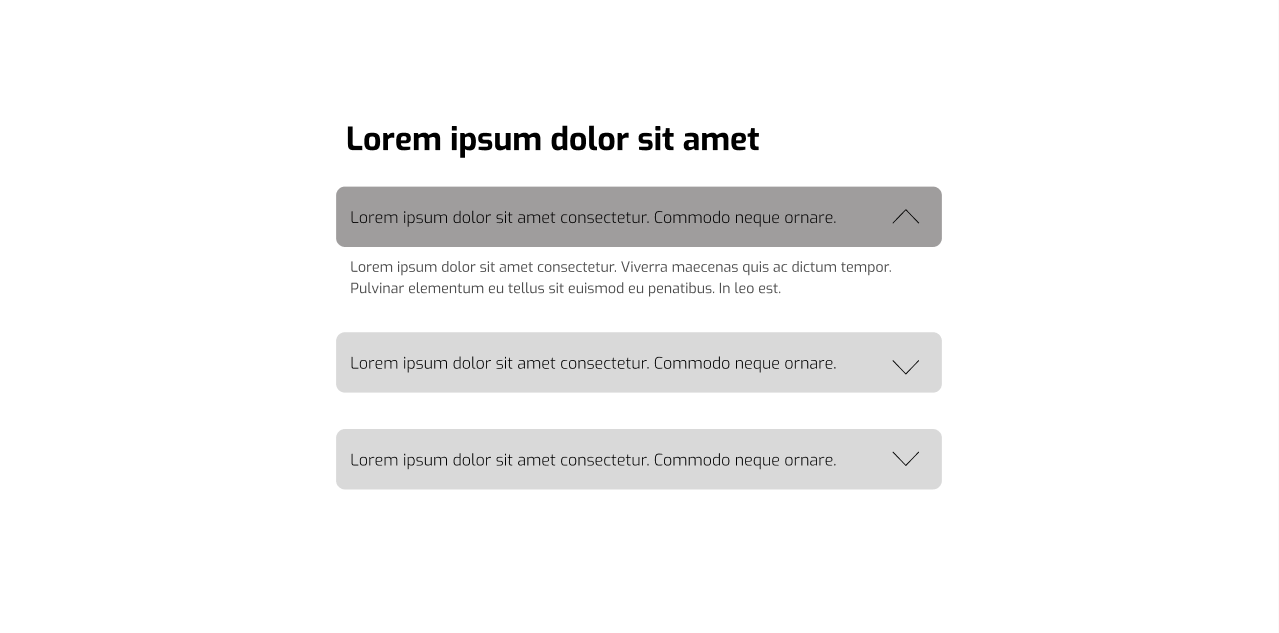 Lorem ipsum dolor sit amet
Lorem ipsum dolor sit amet consectetur. Commodo neque ornare.
Lorem ipsum dolor sit amet consectetur. Viverra maecenas quis ac dictum tempor.
Pulvinar elementum eu tellus sit euismod eu penatibus. In leo est.
Lorem ipsum dolor sit amet consectetur. Commodo neque ornare.
Lorem ipsum dolor sit amet consectetur. Commodo neque ornare.